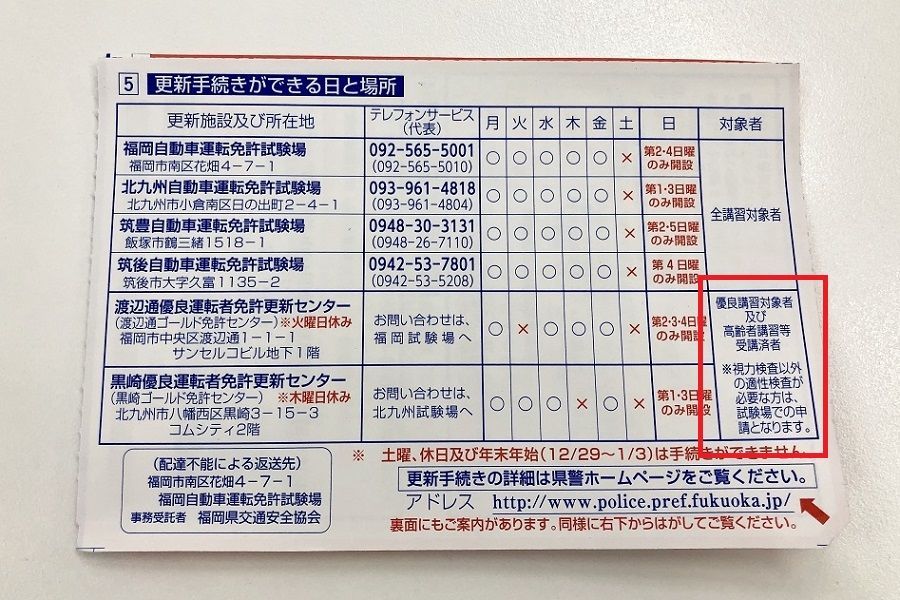 5 更新手続きができる日と場所
更新施設及び所在地 テレフォンサービス(代表) 月 火 水 木 金 土 日 対象者
福岡自動車運転免許試験場 092-565-5001 ○ ○ ○ ○ ○ × 第2・4日曜
福岡市南区花畑4-7-1 (092-565-5010) のみ開設
北九州自動車運転免許試験場 093-961-4818 ○ ○ ○ ○ ○ × 第1・3日曜
北九州市小倉南区日の出町2-4-1 (093-961-4804) のみ開設
全講習対象者
筑豊自動車運転免許試験場 0948-30-3131 ○ ○ ○ ○ ○ × 第2・5日曜
飯塚市鶴三緒1518-1 (0948-26-7110) のみ開設
筑後自動車運転免許試験場 0942-53-7801 ○ ○ ○ ○ ○ × 第4日曜
筑後市大字久富1135-2 (0942-53-5208) のみ開設
渡辺通優良運転者免許更新センター
(渡辺通ゴールド免許センター)※火曜日休み
福岡市中央区渡辺通1-1-1
サンセルコビル地下1階
お問い合わせは、
福岡試験場へ
○ × ○ ○ ○ × 第2・3・4日曜
のみ開設
黒崎優良運転者免許更新センター
(黒崎ゴールド免許センター)※木曜日休み
北九州市八幡西区黒崎3-15-3
コムシティ2階
お問い合わせは、
北九州試験場へ
○ ○ ○ × ○ × 第1・3日曜
のみ開設
優良講習対象者
及び
高齢者講習等
受講済者
※視力検査以外
の適性検査が
必要な方は、
試験場での申
請となります。
※ 土曜、休日及び年末年始(12/29～1/3)は手続きができません。
(配達不能による返送先)
福岡市南区花畑4-7-1
福岡自動車運転免許試験場
事務受託者 福岡県交通安全協会
更新手続きの詳細は県警ホームページをご覧ください。
アドレス http://www.police.pref.fukuoka.jp/
裏面にもご案内があります。同様に右下からはがしてご覧ください。